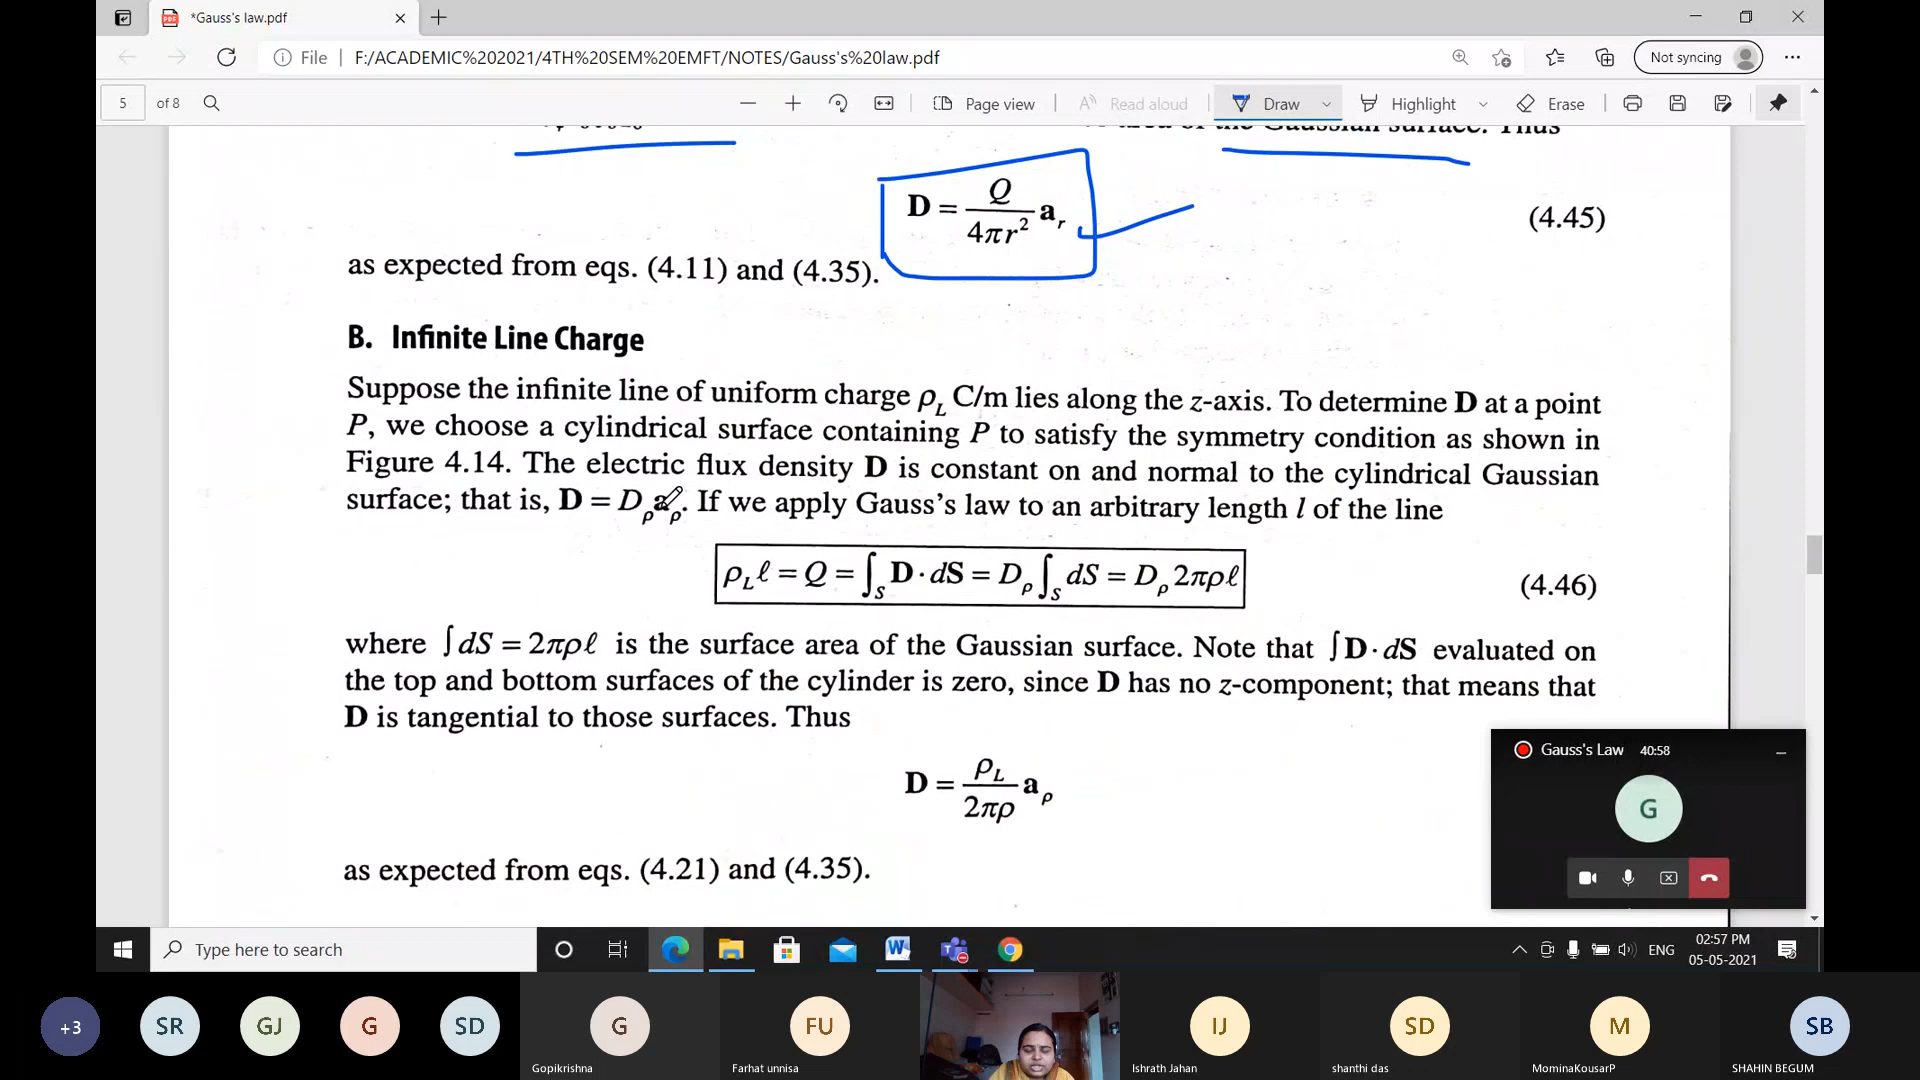 *Gauss's law.pdf
File F:/ACADEMIC%202021/4TH%20SEM%20EMFT/NOTES/Gauss's%20law.pdf
Not syncing
5 of 8
Page view
Read aloud
Draw
Highlight
Erase
area of the Gaussian surface. Thus
D = Q / 4πr² a_r (4.45)
as expected from eqs. (4.11) and (4.35).
B. Infinite Line Charge
Suppose the infinite line of uniform charge ρ_L C/m lies along the z-axis. To determine D at a point
P, we choose a cylindrical surface containing P to satisfy the symmetry condition as shown in
Figure 4.14. The electric flux density D is constant on and normal to the cylindrical Gaussian
surface; that is, D = D_ρ a_ρ. If we apply Gauss's law to an arbitrary length l of the line
ρ_L ℓ = Q = ∫_S D · dS = D_ρ ∫_S dS = D_ρ 2πρℓ (4.46)
where ∫dS = 2πρℓ is the surface area of the Gaussian surface. Note that ∫D · dS evaluated on
the top and bottom surfaces of the cylinder is zero, since D has no z-component; that means that
D is tangential to those surfaces. Thus
D = ρ_L / 2πρ a_ρ
as expected from eqs. (4.21) and (4.35).
Gauss's Law 40:58
G
Type here to search
ENG
02:57 PM
05-05-2021
+3
SR
GJ
G
SD
G
Gopikrishna
FU
Farhat unnisa
IJ
Ishrath Jahan
SD
shanthi das
M
MominaKousarP
SB
SHAHIN BEGUM